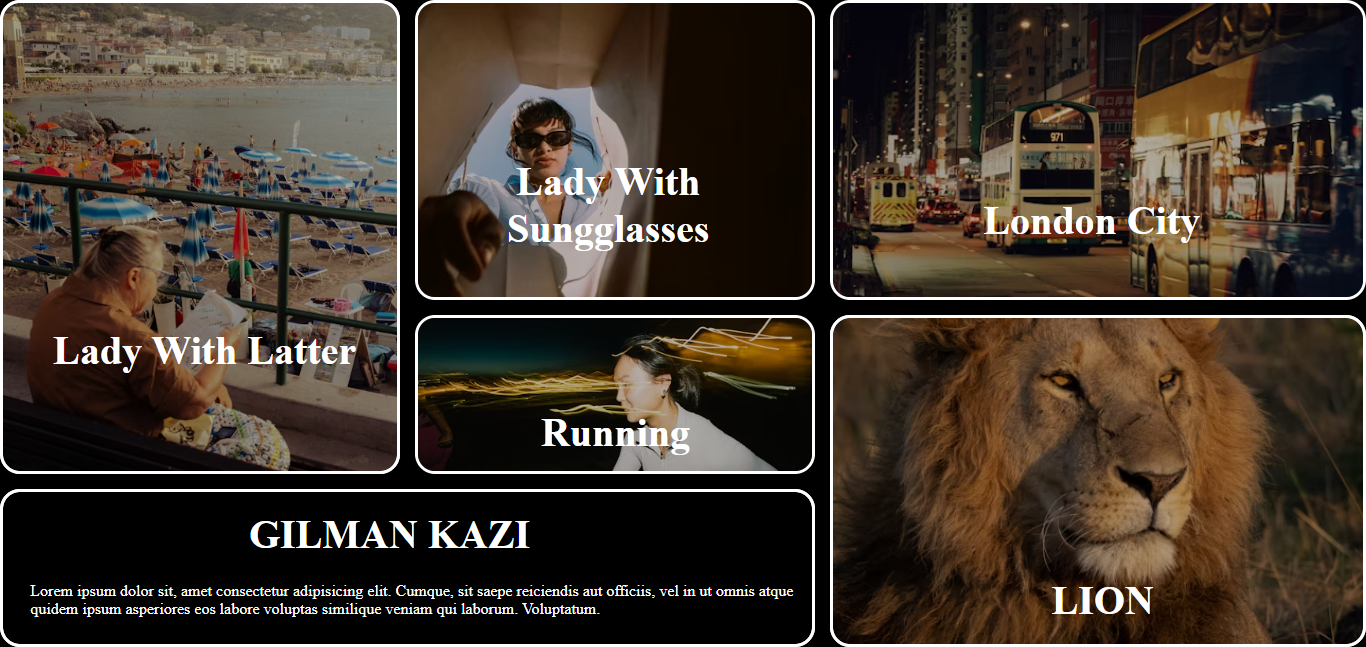 Lady With
Sungglasses
London City
Lady With Latter
Running
GILMAN KAZI
Lorem ipsum dolor sit, amet consectetur adipisicing elit. Cumque, sit saepe reiciendis aut officiis, vel in ut omnis atque
quidem ipsum asperiores eos labore voluptas similique veniam qui laborum. Voluptatum.
LION
971